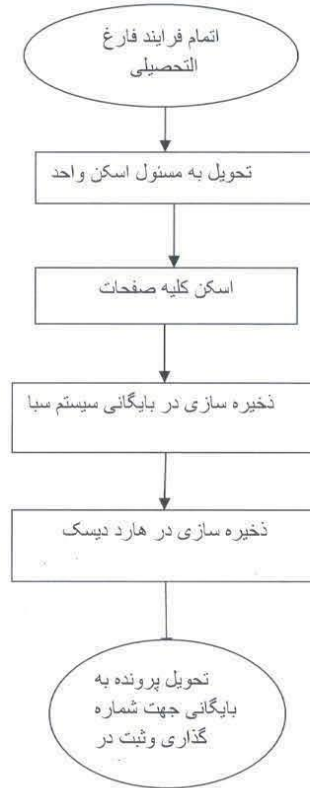 اتمام فرایند فارغ
التحصیلی
تحویل به مسئول اسکن واحد
اسکن کلیه صفحات
ذخیره سازی در بایگانی سیستم سبا
ذخیره سازی در هارد دیسک
تحویل پرونده به
بایگانی جهت شماره
گذاری وثبت در